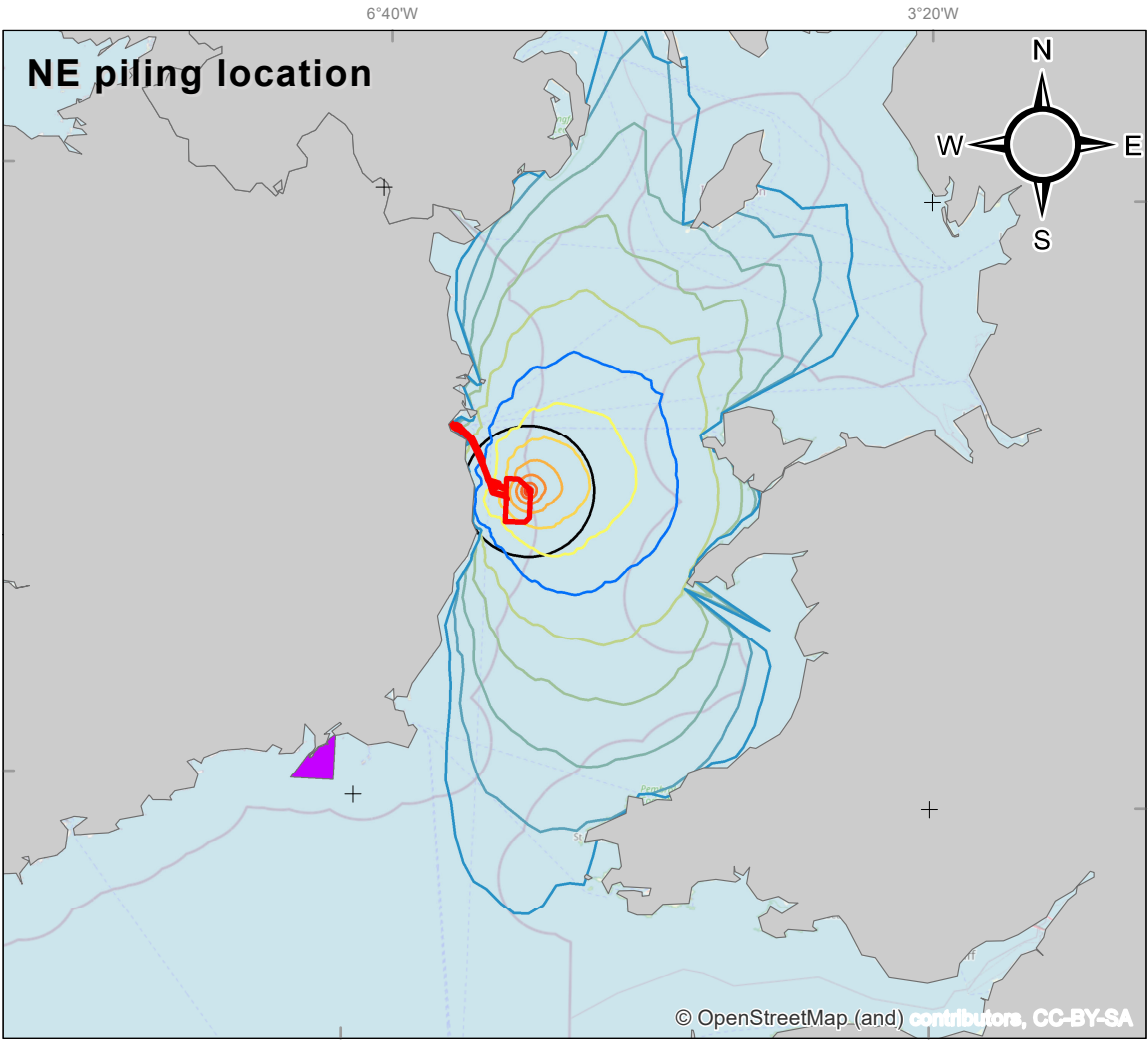 6°40'W 3°20'W
NE piling location
N
W E
S
© OpenStreetMap (and) contributors, CC-BY-SA